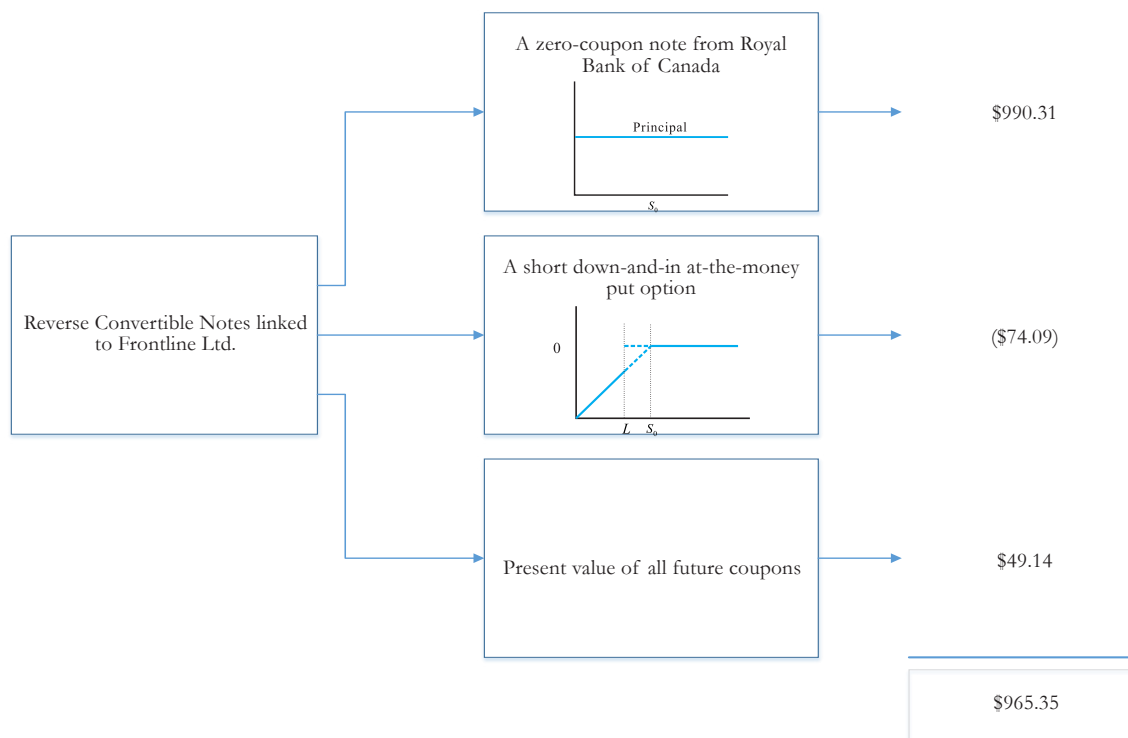 A zero-coupon note from Royal
Bank of Canada
Principal
S₀
$990.31
Reverse Convertible Notes linked
to Frontline Ltd.
A short down-and-in at-the-money
put option
0
L S₀
($74.09)
Present value of all future coupons
$49.14
$965.35